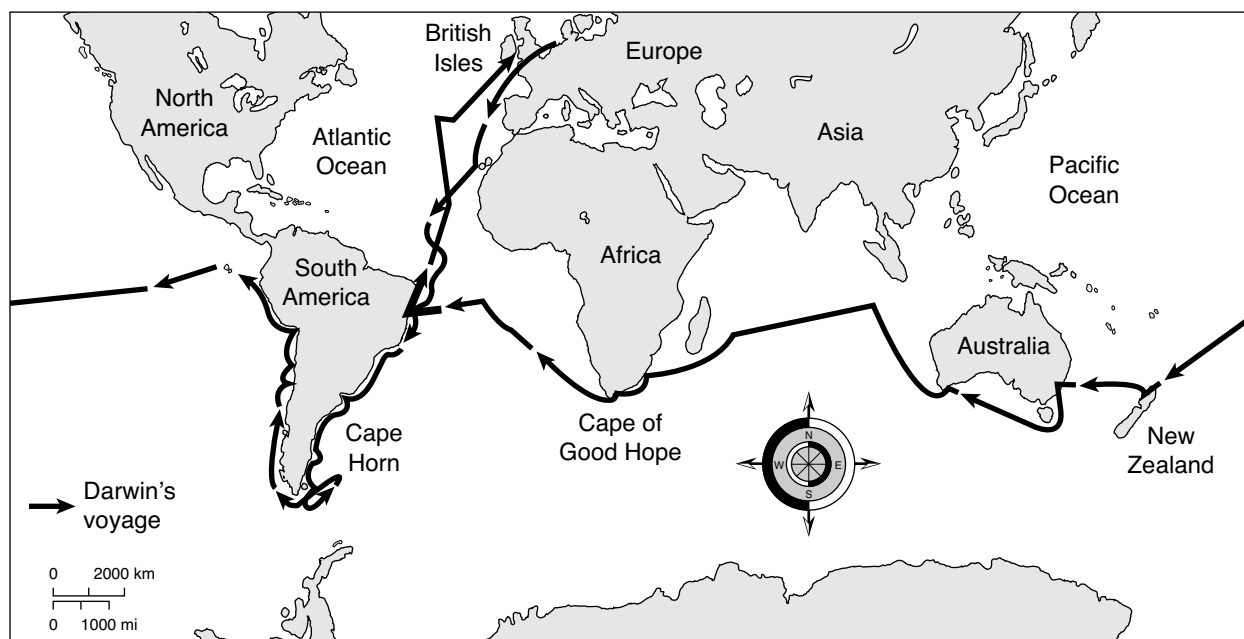 British
Isles
Europe
North
America
Atlantic
Ocean
Asia
Pacific
Ocean
Africa
South
America
Australia
Cape
Horn
Cape of
Good Hope
New
Zealand
N
W
E
S
Darwin's
voyage
0 2000 km
0 1000 mi